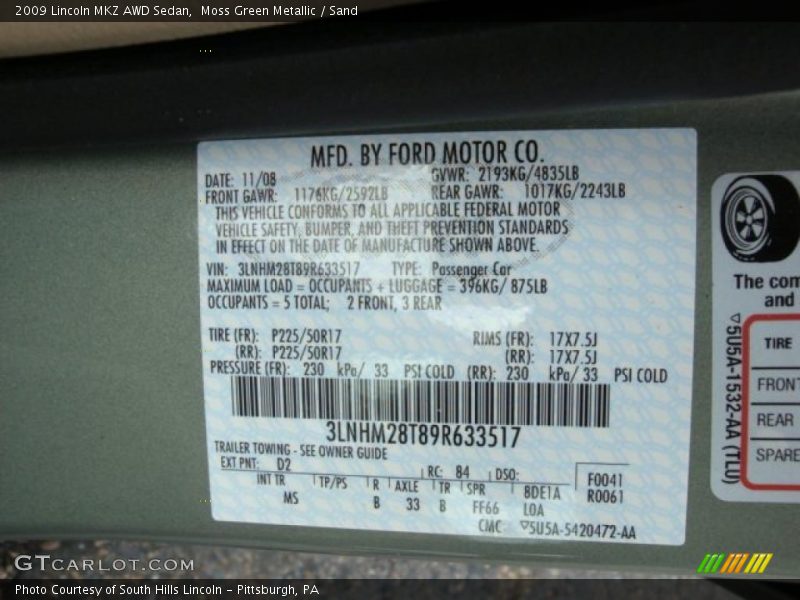 2009 Lincoln MKZ AWD Sedan,  Moss Green Metallic / Sand
MFD. BY FORD MOTOR CO.
DATE: 11/08 GVWR: 2193KG/4835LB
FRONT GAWR: 1176KG/2592LB REAR GAWR: 1017KG/2243LB
THIS VEHICLE CONFORMS TO ALL APPLICABLE FEDERAL MOTOR
VEHICLE SAFETY, BUMPER, AND THEFT PREVENTION STANDARDS
IN EFFECT ON THE DATE OF MANUFACTURE SHOWN ABOVE.
VIN: 3LNHM28T89R633517 TYPE: Passenger Car
MAXIMUM LOAD = OCCUPANTS + LUGGAGE = 396KG/ 875LB
OCCUPANTS = 5 TOTAL; 2 FRONT, 3 REAR
TIRE (FR): P225/50R17 RIMS (FR): 17X7.5J
(RR): P225/50R17 (RR): 17X7.5J
PRESSURE (FR): 230 kPa/ 33 PSI COLD (RR): 230 kPa/ 33 PSI COLD
3LNHM28T89R633517
TRAILER TOWING - SEE OWNER GUIDE
EXT PNT: D2 RC: 84 DSO: F0041
INT TR TP/PS R AXLE TR SPR 8DE1A R0061
MS B 33 B FF66 LOA
CMC: ▽5U5A-5420472-AA
The com
and
▽5U5A-1532-AA (TLU)
TIRE
FRONT
REAR
SPARE
GTCARLOT.COM
Photo Courtesy of South Hills Lincoln - Pittsburgh, PA